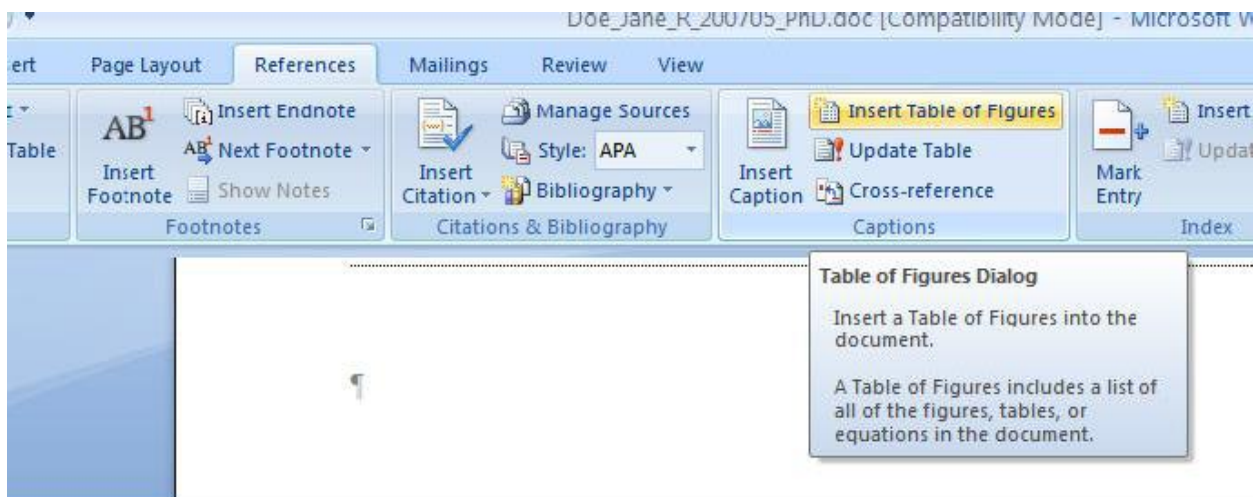 Doe_Jane_R_200705_PhD.doc [Compatibility Mode] - Microsoft W
ert Page Layout References Mailings Review View
Table
AB1
Insert Footnote
Insert Endnote
AB1 Next Footnote
Show Notes
Footnotes
Insert Citation
Manage Sources
Style: APA
Bibliography
Citations & Bibliography
Insert Caption
Insert Table of Figures
Update Table
Cross-reference
Captions
Mark Entry
Insert
Updat
Index
Table of Figures Dialog
Insert a Table of Figures into the
document.
A Table of Figures includes a list of
all of the figures, tables, or
equations in the document.
¶